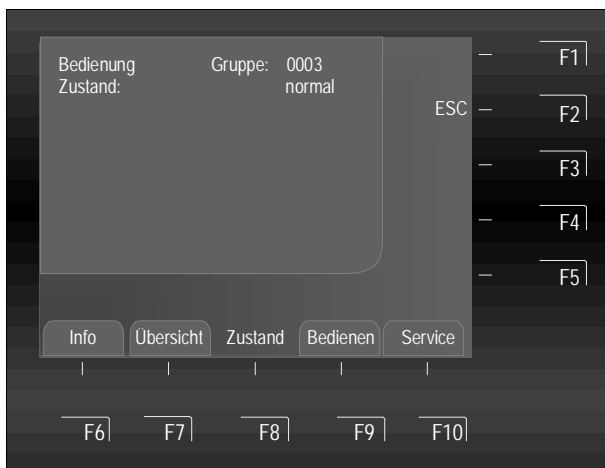 Bedienung Gruppe: 0003
Zustand: normal
F1
ESC F2
F3
F4
F5
Info Übersicht Zustand Bedienen Service
F6 F7 F8 F9 F10